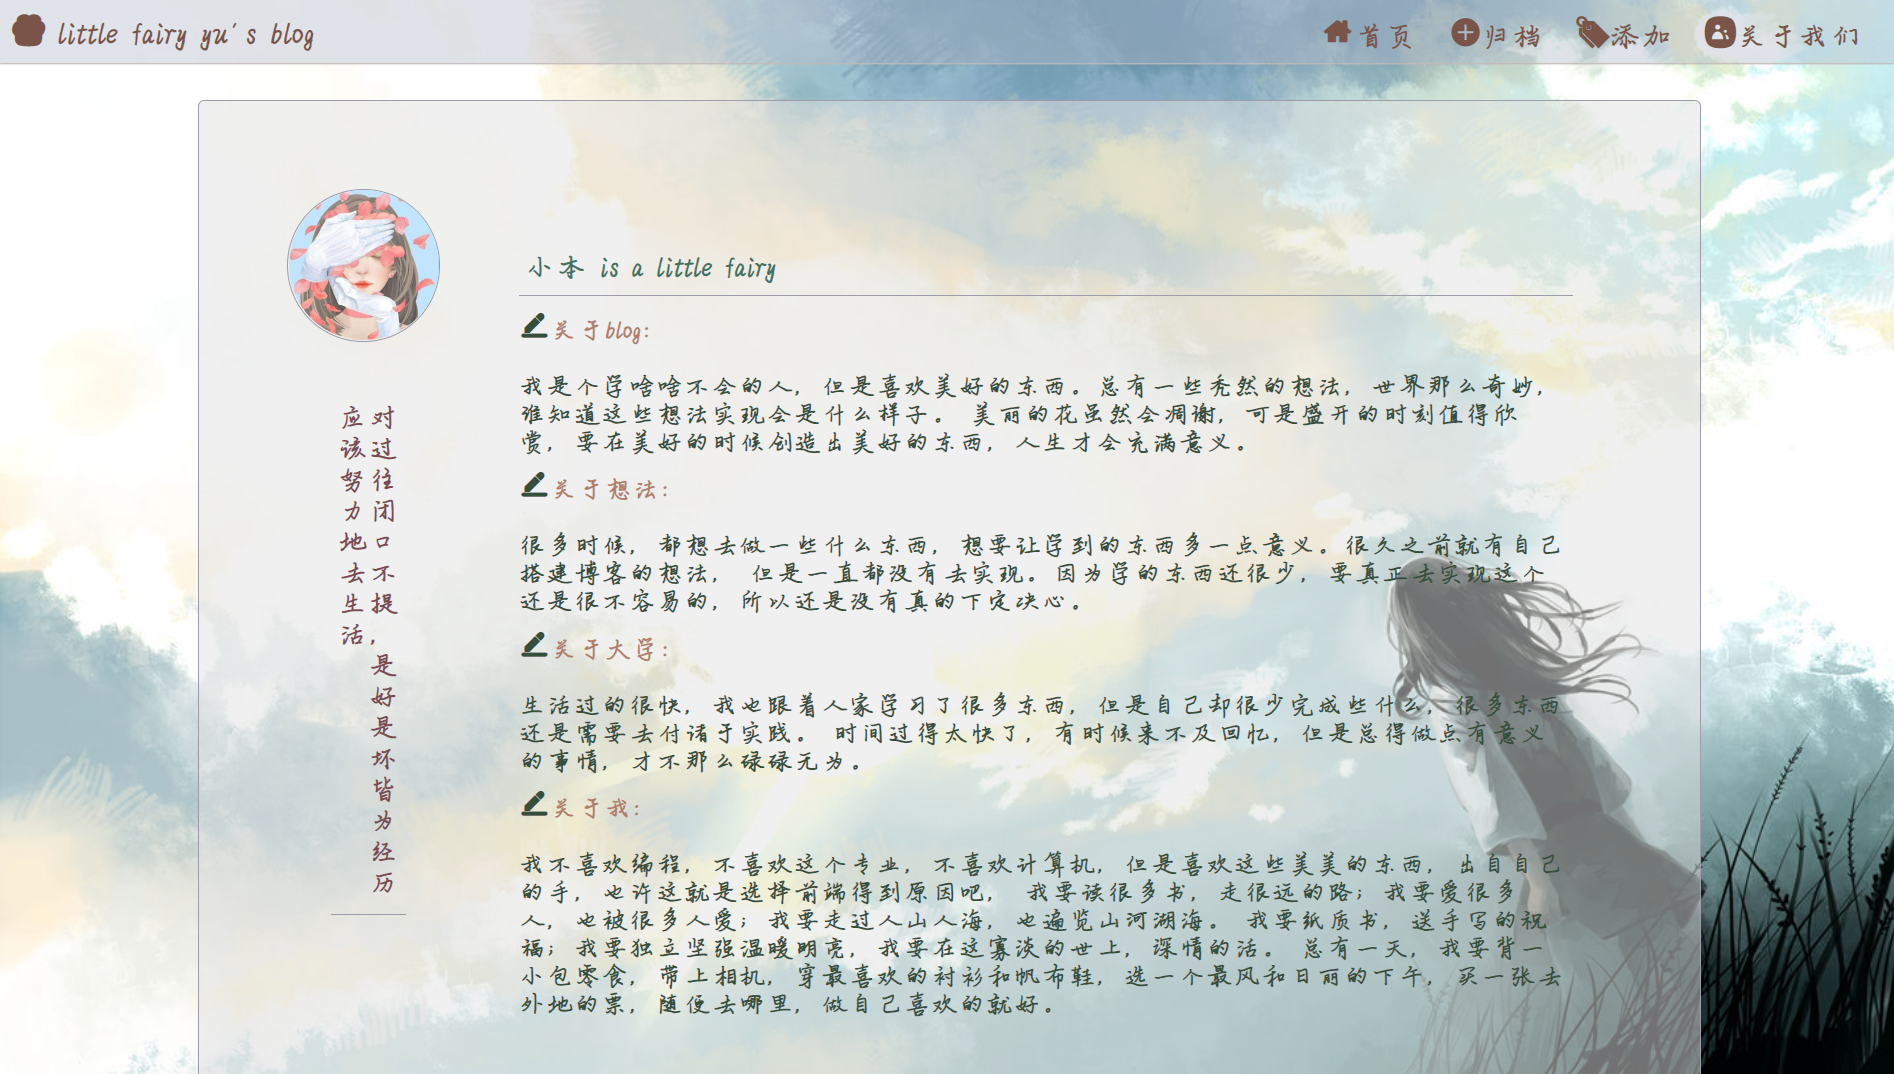 little fairy yu's blog
首页
归档
添加
关于我们
对过往闭口不提,是好是坏皆为经历
应该努力地去生活
小本 is a little fairy
关于blog:
我是个学啥啥不会的人, 但是喜欢美好的东西。总有一些秃然的想法, 世界那么奇妙,
谁知道这些想法实现会是什么样子。 美丽的花虽然会凋谢, 可是盛开的时刻值得欣
赏, 要在美好的时候创造出美好的东西, 人生才会充满意义。
关于想法:
很多时候, 都想去做一些什么东西, 想要让学到的东西多一点意义。很久之前就有自己
搭建博客的想法, 但是一直都没有去实现。因为学的东西还很少, 要真正去实现这个
还是很不容易的, 所以还是没有真的下定决心。
关于大学:
生活过的很快, 我也跟着人家学习了很多东西, 但是自己却很少完成些什么, 很多东西
还是需要去付诸于实践。 时间过得太快了, 有时候来不及回忆, 但是总得做点有意义
的事情, 才不那么碌碌无为。
关于我:
我不喜欢编程, 不喜欢这个专业, 不喜欢计算机, 但是喜欢这些美美的东西, 出自自己
的手, 也许这就是选择前端得到原因吧, 我要读很多书, 走很远的路; 我要爱很多
人, 也被很多人爱; 我要走过人山人海, 也遍览山河湖海。 我要纸质书, 送手写的祝
福; 我要独立坚强温暖明亮, 我要在这寡淡的世上, 深情的活。 总有一天, 我要背一
小包零食, 带上相机, 穿最喜欢的衬衫和帆布鞋, 选一个最风和日丽的下午, 买一张去
外地的票, 随便去哪里, 做自己喜欢的就好。